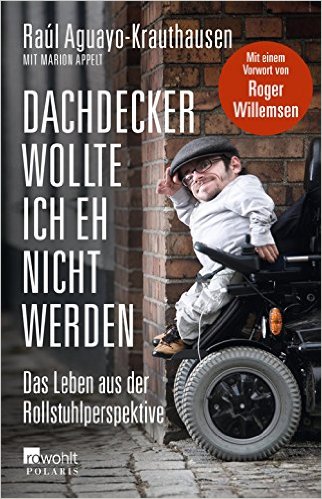 Raúl Aguayo-Krauthausen
MIT MARION APPELT
Mit einem
Vorwort von
Roger
Willemsen
DACHDECKER
WOLLTE
ICH EH
NICHT
WERDEN
Das Leben aus der
Rollstuhlperspektive
rowohlt
POLARIS